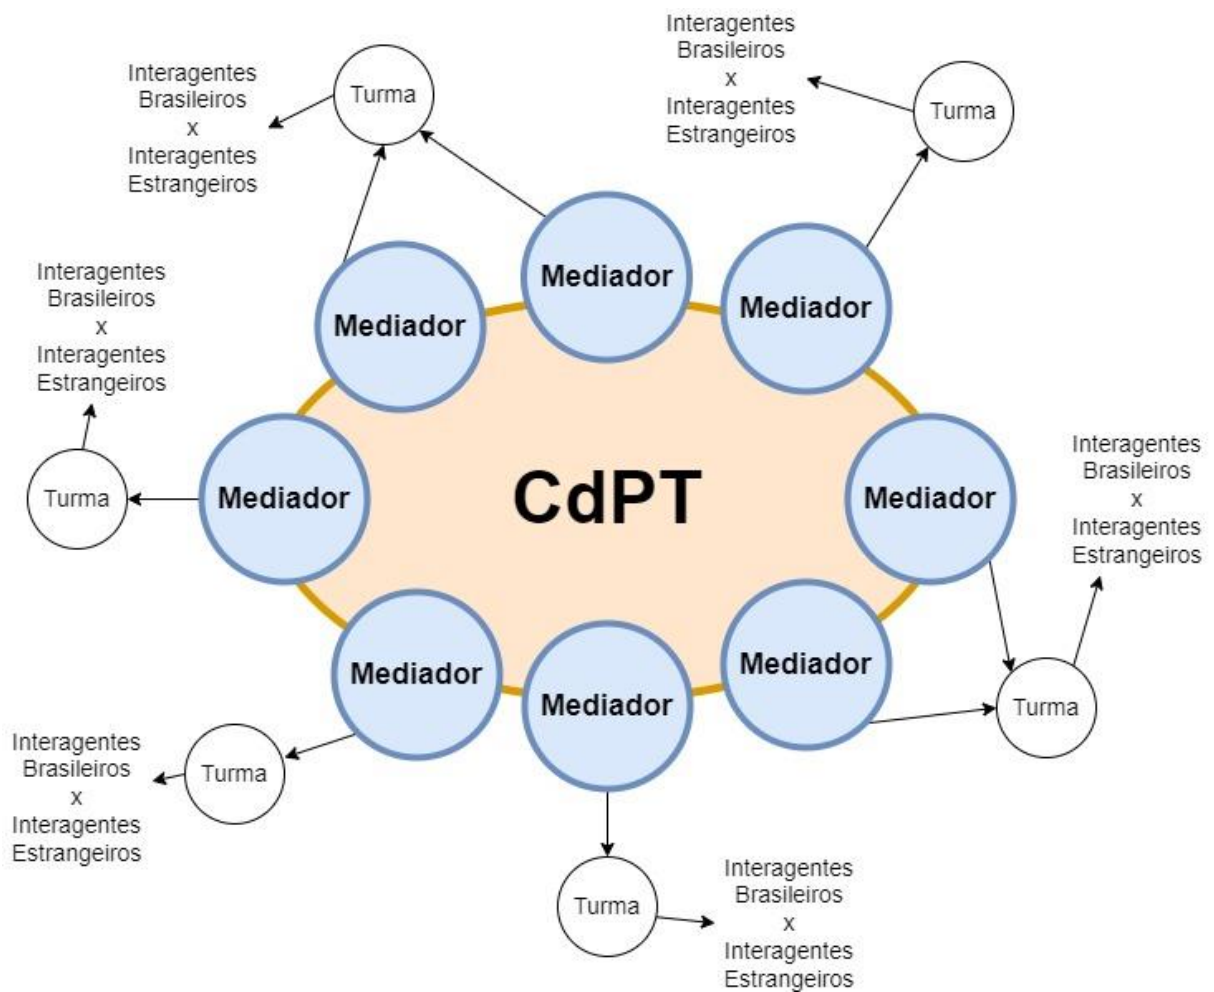 Interagentes
Brasileiros
x
Interagentes
Estrangeiros
Turma
Interagentes
Brasileiros
x
Interagentes
Estrangeiros
Turma
Mediador
Mediador
Mediador
Interagentes
Brasileiros
x
Interagentes
Estrangeiros
Turma
Mediador
CdPT
Mediador
Interagentes
Brasileiros
x
Interagentes
Estrangeiros
Turma
Mediador
Mediador
Mediador
Interagentes
Brasileiros
x
Interagentes
Estrangeiros
Turma
Turma
Interagentes
Brasileiros
x
Interagentes
Estrangeiros